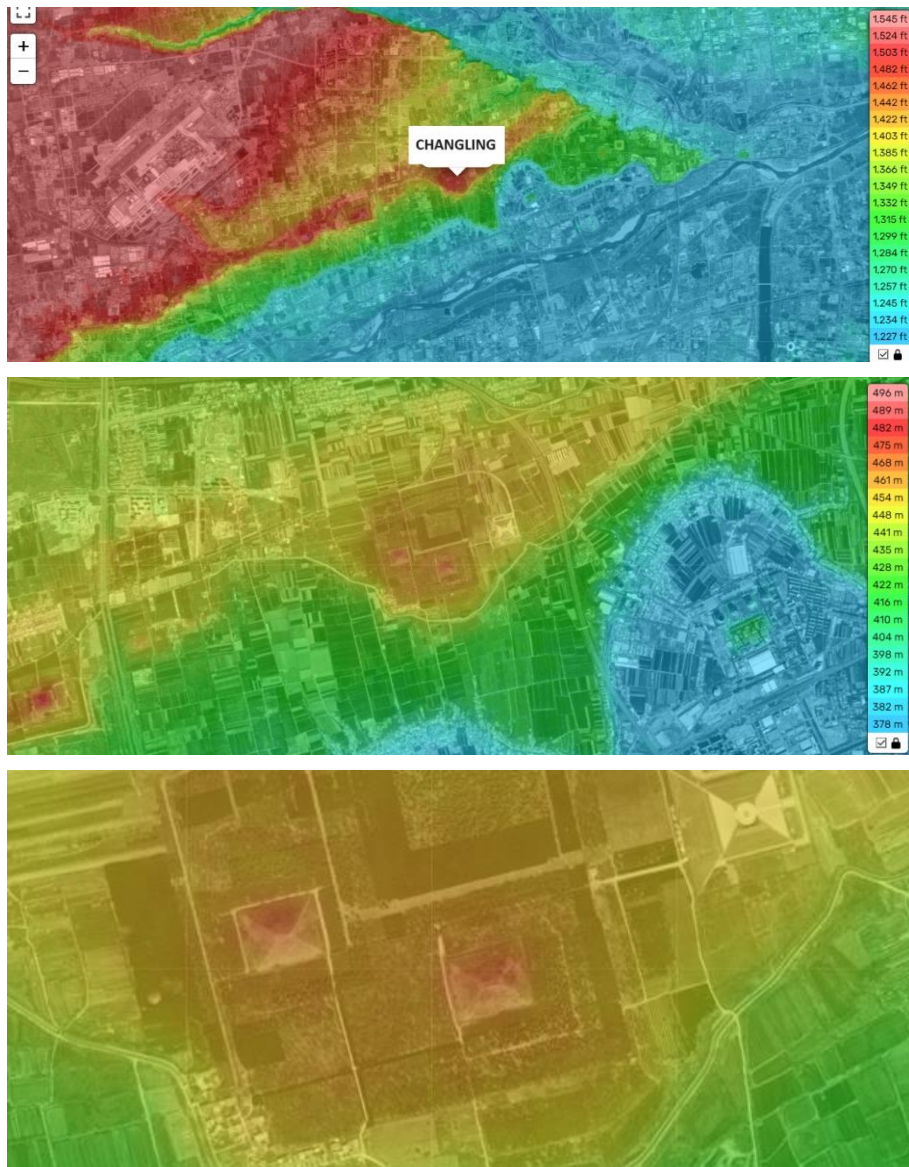 +
−
CHANGLING
1,545 ft
1,524 ft
1,503 ft
1,482 ft
1,462 ft
1,442 ft
1,422 ft
1,403 ft
1,385 ft
1,366 ft
1,349 ft
1,332 ft
1,315 ft
1,299 ft
1,284 ft
1,270 ft
1,257 ft
1,245 ft
1,234 ft
1,227 ft
496 m
489 m
482 m
475 m
468 m
461 m
454 m
448 m
441 m
435 m
428 m
422 m
416 m
410 m
404 m
398 m
392 m
387 m
382 m
378 m